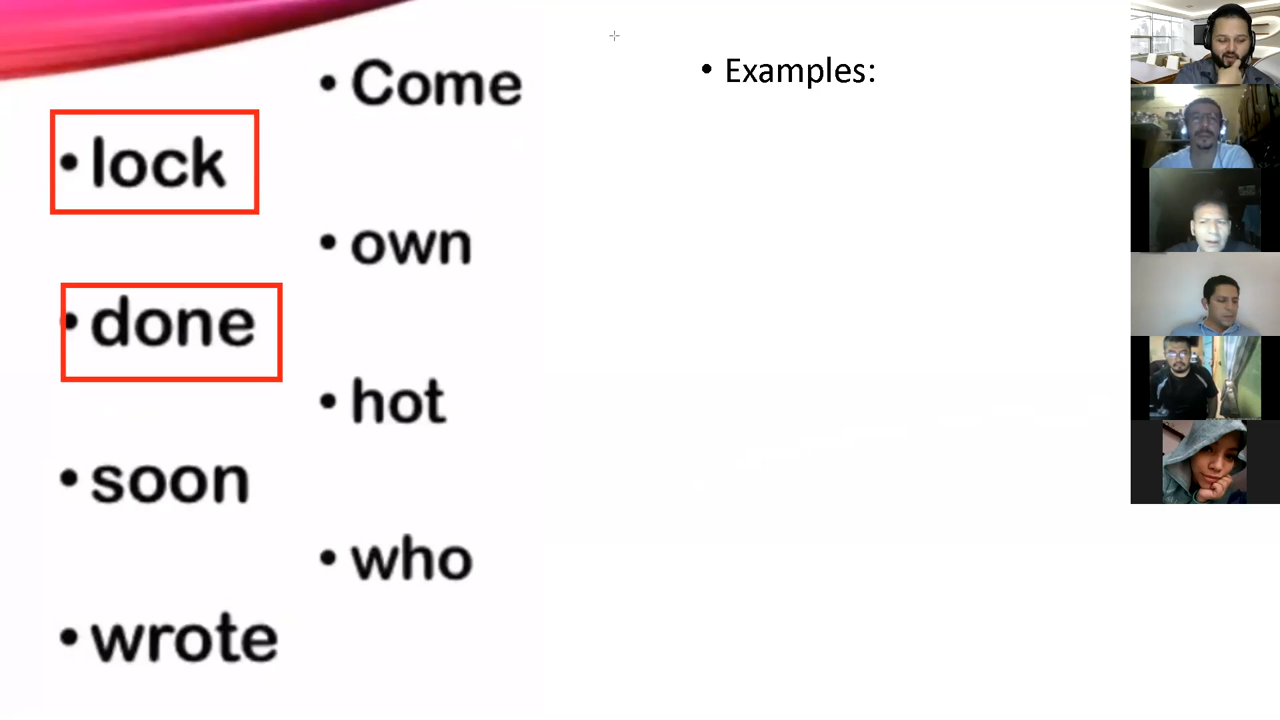 • Come
• lock
• own
• done
• hot
• soon
• who
• wrote
• Examples: